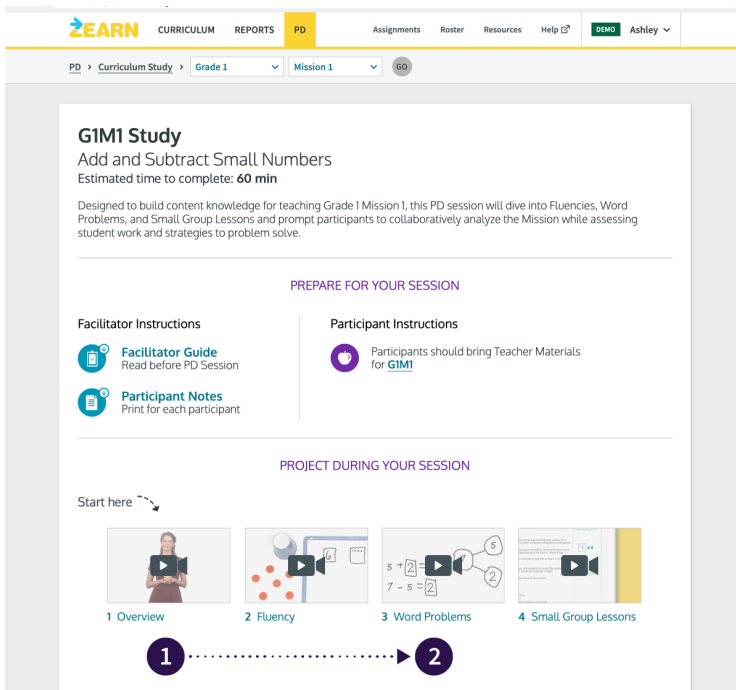 ZEARN CURRICULUM REPORTS PD Assignments Roster Resources Help DEMO Ashley
PD > Curriculum Study > Grade 1 Mission 1 GO
G1M1 Study
Add and Subtract Small Numbers
Estimated time to complete: 60 min
Designed to build content knowledge for teaching Grade 1 Mission 1, this PD session will dive into Fluencies, Word
Problems, and Small Group Lessons and prompt participants to collaboratively analyze the Mission while assessing
student work and strategies to problem solve.
PREPARE FOR YOUR SESSION
Facilitator Instructions
Facilitator Guide
Read before PD Session
Participant Notes
Print for each participant
Participant Instructions
Participants should bring Teacher Materials
for G1M1
PROJECT DURING YOUR SESSION
Start here
6
5 + 2 =
7 - 5 = 2
7
5
2
1 Overview
2 Fluency
3 Word Problems
4 Small Group Lessons
1
2